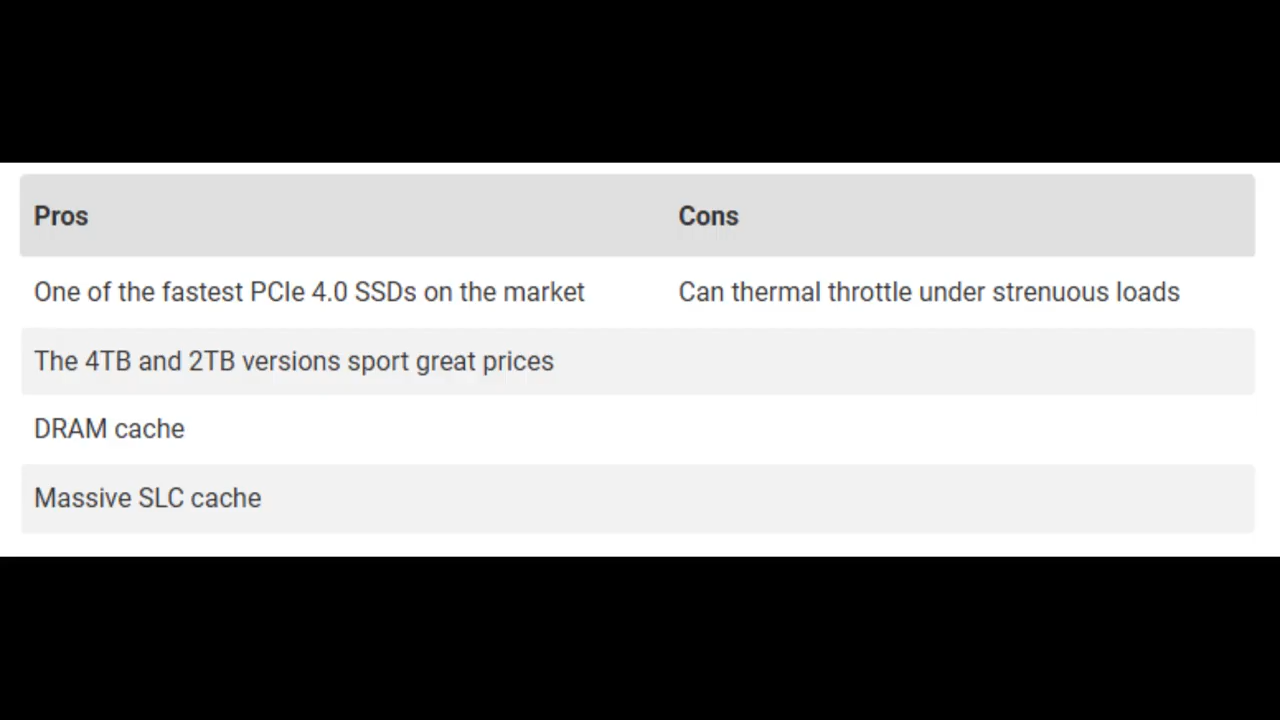 Pros Cons
One of the fastest PCIe 4.0 SSDs on the market Can thermal throttle under strenuous loads
The 4TB and 2TB versions sport great prices
DRAM cache
Massive SLC cache